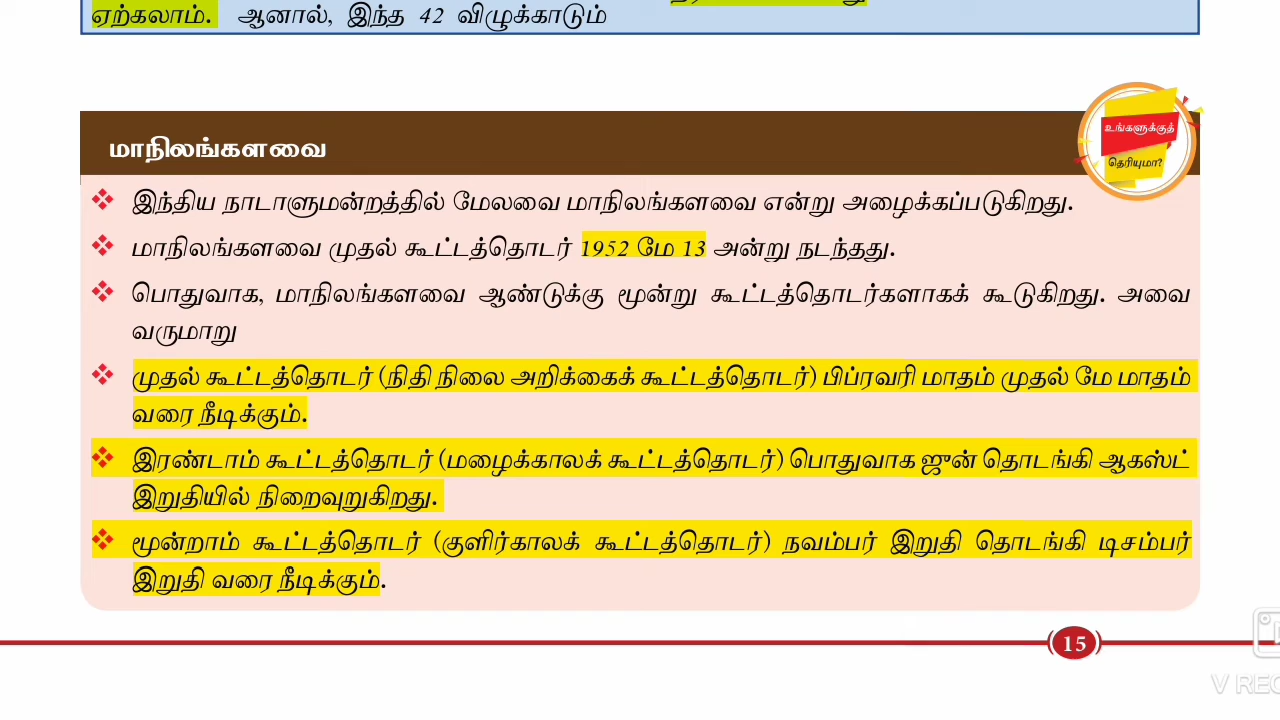 ஏற்கலாம். ஆனால், இந்த 42 விழுக்காடும்
மாநிலங்களவை
உங்களுக்குத்
தெரியுமா?
இந்திய நாடாளுமன்றத்தில் மேலவை மாநிலங்களவை என்று அழைக்கப்படுகிறது.
மாநிலங்களவை முதல் கூட்டத்தொடர் 1952 மே 13 அன்று நடந்தது.
பொதுவாக, மாநிலங்களவை ஆண்டுக்கு மூன்று கூட்டத்தொடர்களாகக் கூடுகிறது. அவை
வருமாறு
முதல் கூட்டத்தொடர் (நிதி நிலை அறிக்கைக் கூட்டத்தொடர்) பிப்ரவரி மாதம் முதல் மே மாதம்
வரை நீடிக்கும்.
இரண்டாம் கூட்டத்தொடர் (மழைக்காலக் கூட்டத்தொடர்) பொதுவாக ஜுன் தொடங்கி ஆகஸ்ட்
இறுதியில் நிறைவுறுகிறது.
மூன்றாம் கூட்டத்தொடர் (குளிர்காலக் கூட்டத்தொடர்) நவம்பர் இறுதி தொடங்கி டிசம்பர்
இறுதி வரை நீடிக்கும்.
15
V REC